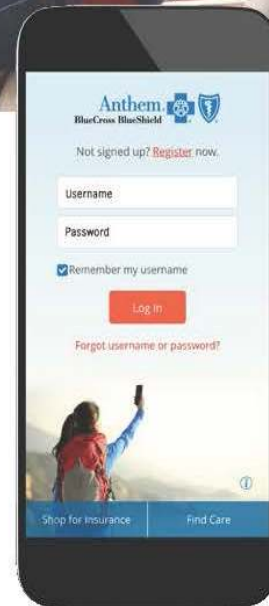 Anthem.
BlueCross BlueShield
Not signed up? Register now.
Username
Password
Remember my username
Log In
Forgot username or password?
Shop for Insurance
Find Care